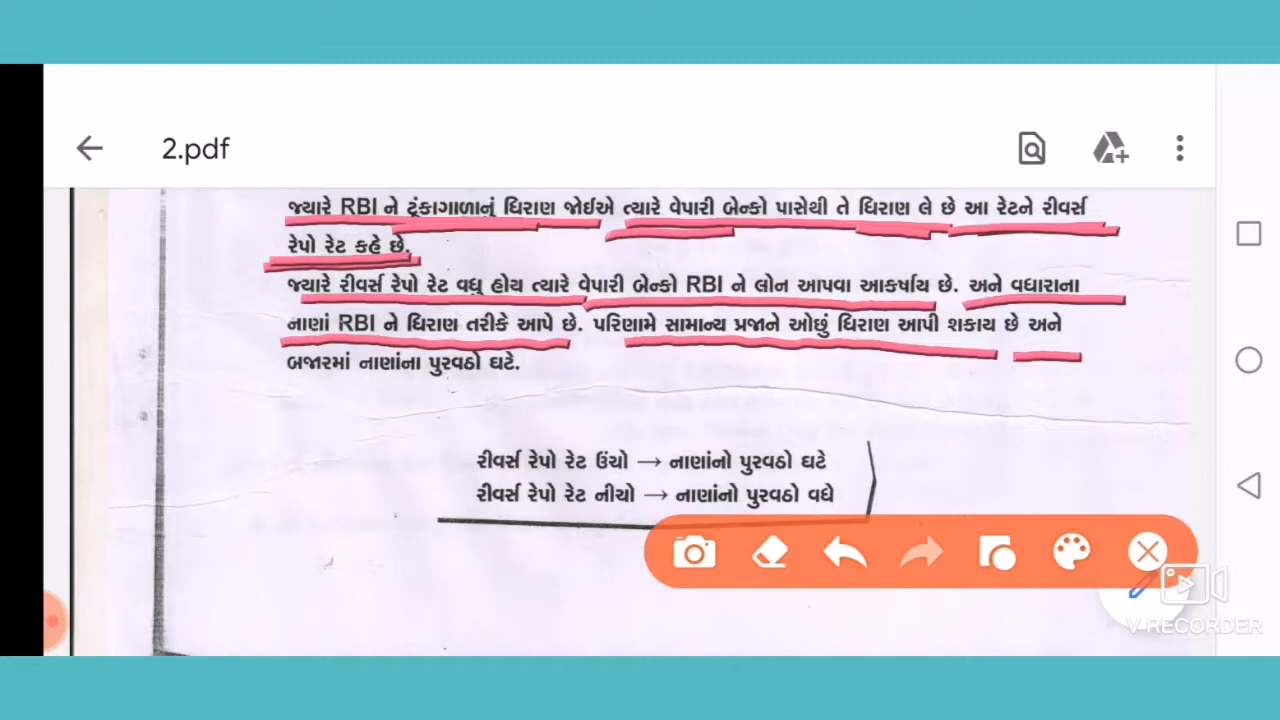 2.pdf
જ્યારે RBI ને ટૂંકાગાળાનું ધિરાણ જોઈએ ત્યારે વેપારી બેન્કો પાસેથી તે ધિરાણ લે છે આ રેટને રીવર્સ
રેપો રેટ કહે છે.
જ્યારે રીવર્સ રેપો રેટ વધુ હોય ત્યારે વેપારી બેન્કો RBI ને લોન આપવા આકર્ષાય છે. અને વધારાના
નાણાં RBI ને ધિરાણ તરીકે આપે છે. પરિણામે સામાન્ય પ્રજાને ઓછું ધિરાણ આપી શકાય છે અને
બજારમાં નાણાંના પુરવઠો ઘટે.
રીવર્સ રેપો રેટ ઉંચો → નાણાંનો પુરવઠો ઘટે
રીવર્સ રેપો રેટ નીચો → નાણાંનો પુરવઠો વધે
V RECORDER